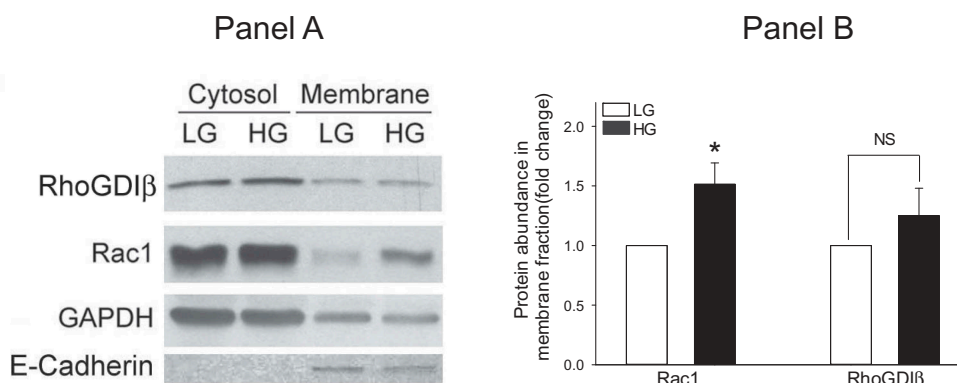 Panel A
Cytosol Membrane
LG HG LG HG
RhoGDIβ
Rac1
GAPDH
E-Cadherin
Panel B
Protein abundance in
membrane fraction(fold change)
2.0
1.5
1.0
0.5
0.0
LG
HG
*
NS
Rac1 RhoGDIβ